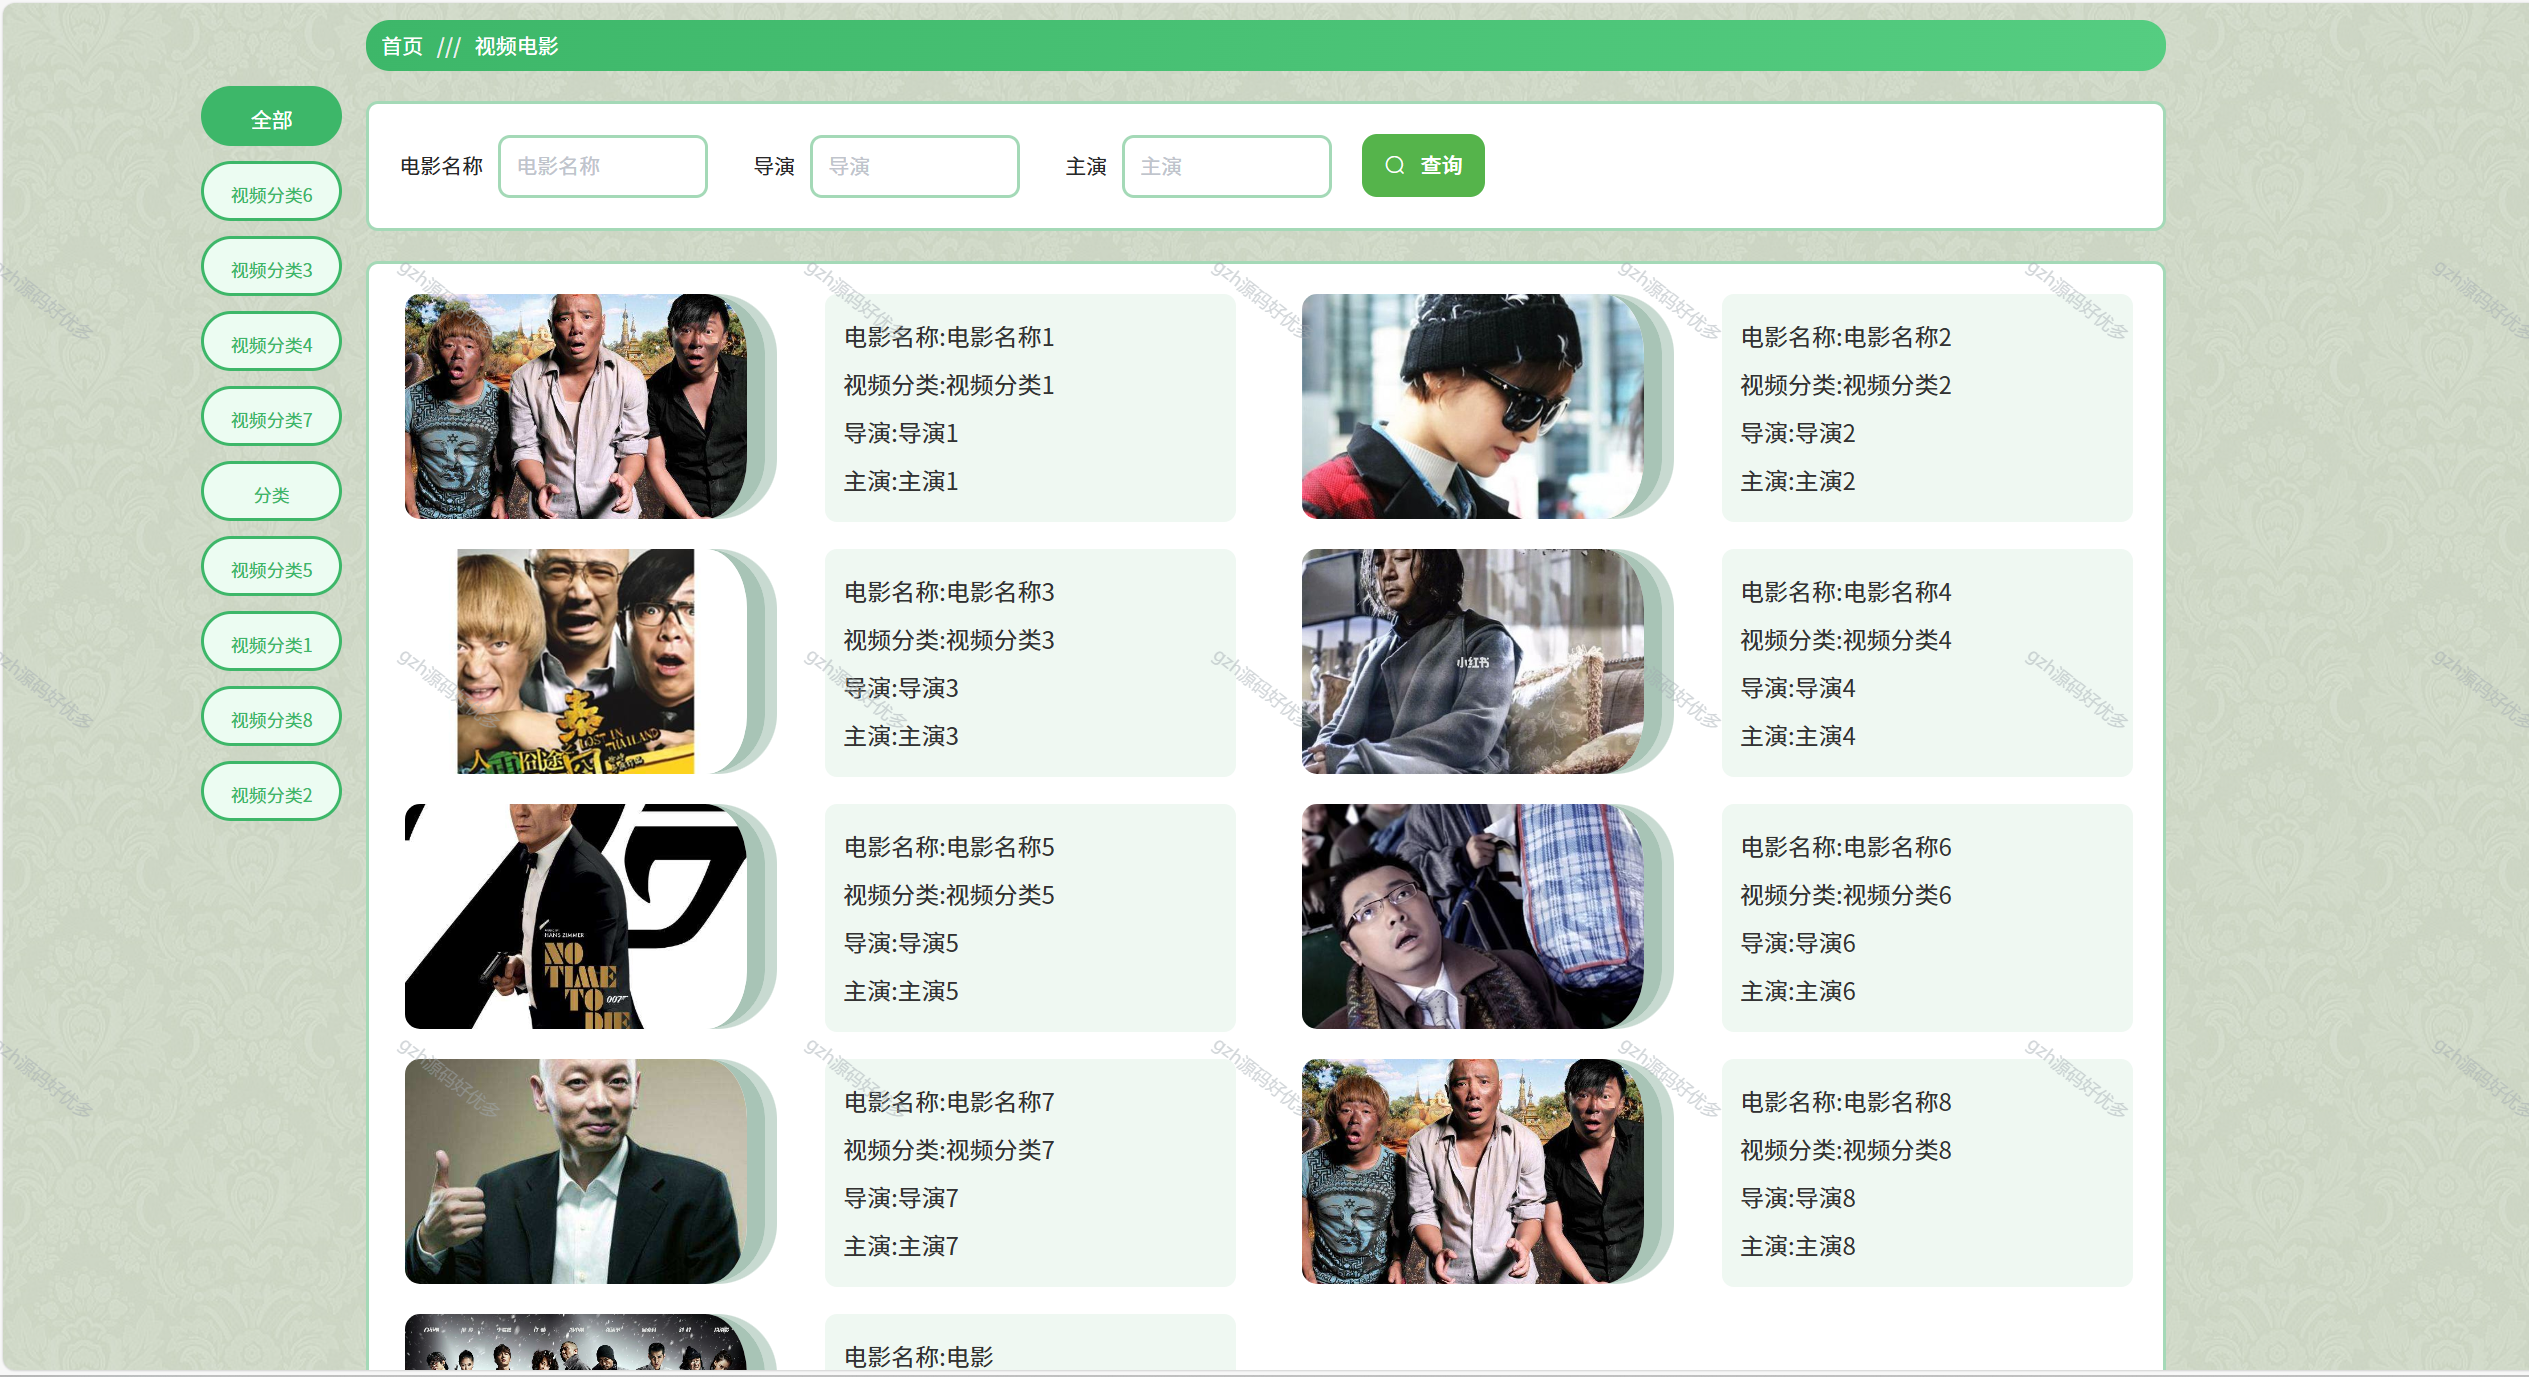 首页 /// 视频电影
全部
视频分类6
视频分类3
视频分类4
视频分类7
分类
视频分类5
视频分类1
视频分类8
视频分类2
电影名称 电影名称 导演 导演 主演 主演 查询
电影名称:电影名称1
视频分类:视频分类1
导演:导演1
主演:主演1
电影名称:电影名称2
视频分类:视频分类2
导演:导演2
主演:主演2
LOST IN THAILAND
人再囧途
泰
电影名称:电影名称3
视频分类:视频分类3
导演:导演3
主演:主演3
小红书
电影名称:电影名称4
视频分类:视频分类4
导演:导演4
主演:主演4
HANS ZIMMER
NO
TIME
TO
007
DIE
电影名称:电影名称5
视频分类:视频分类5
导演:导演5
主演:主演5
电影名称:电影名称6
视频分类:视频分类6
导演:导演6
主演:主演6
电影名称:电影名称7
视频分类:视频分类7
导演:导演7
主演:主演7
电影名称:电影名称8
视频分类:视频分类8
导演:导演8
主演:主演8
电影名称:电影
gzh源码好优多